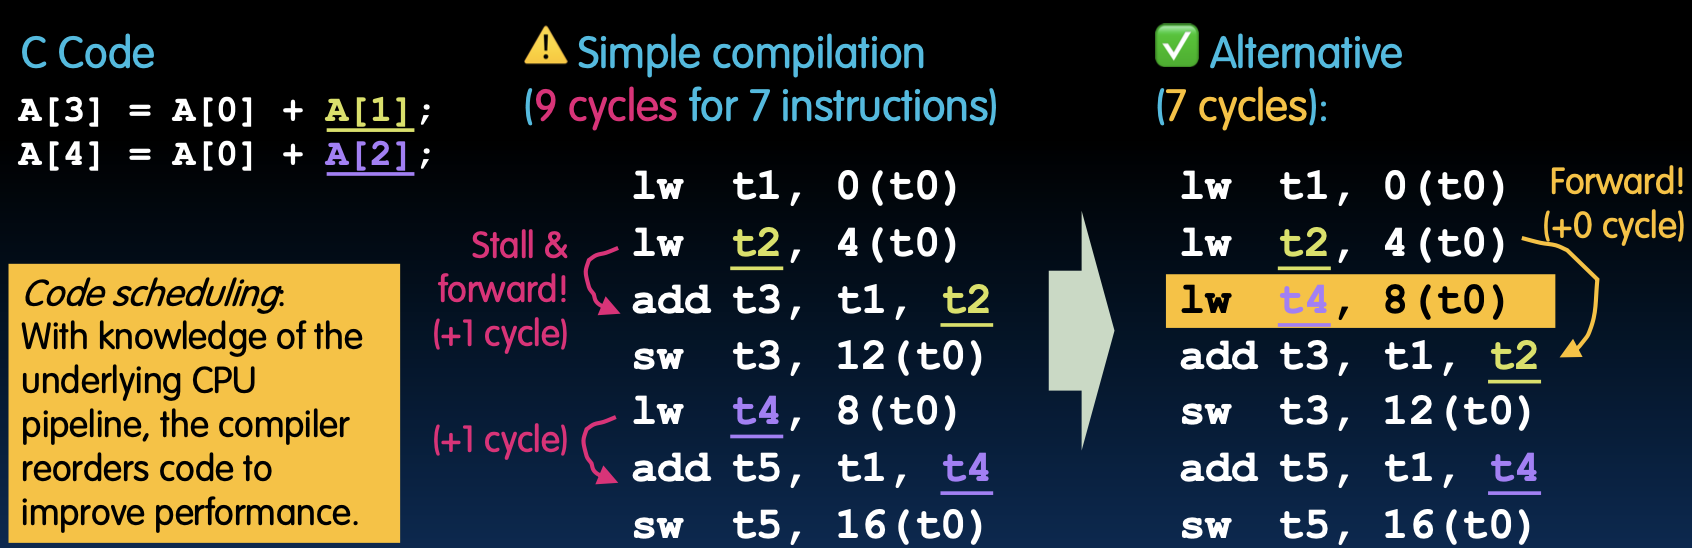 C Code
A[3] = A[0] + A[1];
A[4] = A[0] + A[2];
Code scheduling:
With knowledge of the
underlying CPU
pipeline, the compiler
reorders code to
improve performance.
⚠️ Simple compilation
(9 cycles for 7 instructions)
lw t1, 0(t0)
lw t2, 4(t0)
add t3, t1, t2
sw t3, 12(t0)
lw t4, 8(t0)
add t5, t1, t4
sw t5, 16(t0)
Stall &
forward!
(+1 cycle)
(+1 cycle)
✅ Alternative
(7 cycles):
lw t1, 0(t0)
lw t2, 4(t0)
lw t4, 8(t0)
add t3, t1, t2
sw t3, 12(t0)
add t5, t1, t4
sw t5, 16(t0)
Forward!
(+0 cycle)